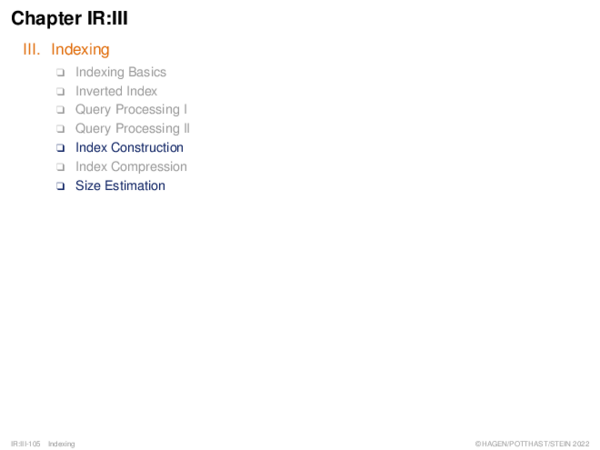 Chapter IR:III
III. Indexing
❑ Indexing Basics
❑ Inverted Index
❑ Query Processing I
❑ Query Processing II
❑ Index Construction
❑ Index Compression
❑ Size Estimation
IR:III-105 Indexing
©HAGEN/POTTHAST/STEIN 2022